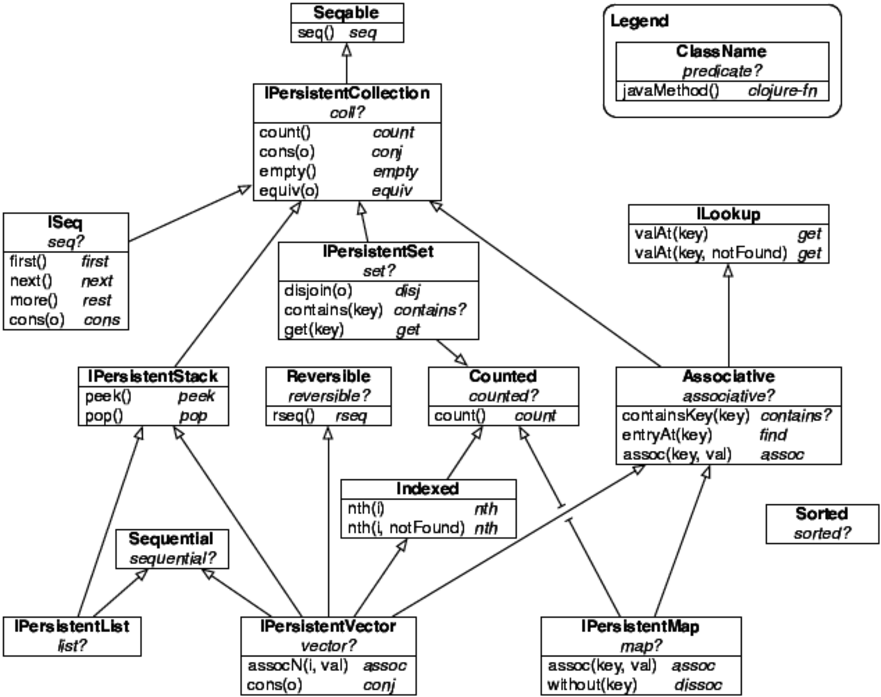 Seqable
seq() seq
Legend
ClassName
predicate?
javaMethod() clojure-fn
IPersistentCollection
coll?
count() count
cons(o) conj
empty() empty
equiv(o) equiv
ISeq
seq?
first() first
next() next
more() rest
cons(o) cons
IPersistentSet
set?
disjoin(o) disj
contains(key) contains?
get(key) get
ILookup
valAt(key) get
valAt(key, notFound) get
IPersistentStack
peek() peek
pop() pop
Reversible
reversible?
rseq() rseq
Counted
counted?
count() count
Associative
associative?
containsKey(key) contains?
entryAt(key) find
assoc(key, val) assoc
Indexed
nth(i) nth
nth(i, notFound) nth
Sorted
sorted?
Sequential
sequential?
IPersistentList
list?
IPersistentVector
vector?
assocN(i, val) assoc
cons(o) conj
IPersistentMap
map?
assoc(key, val) assoc
without(key) dissoc